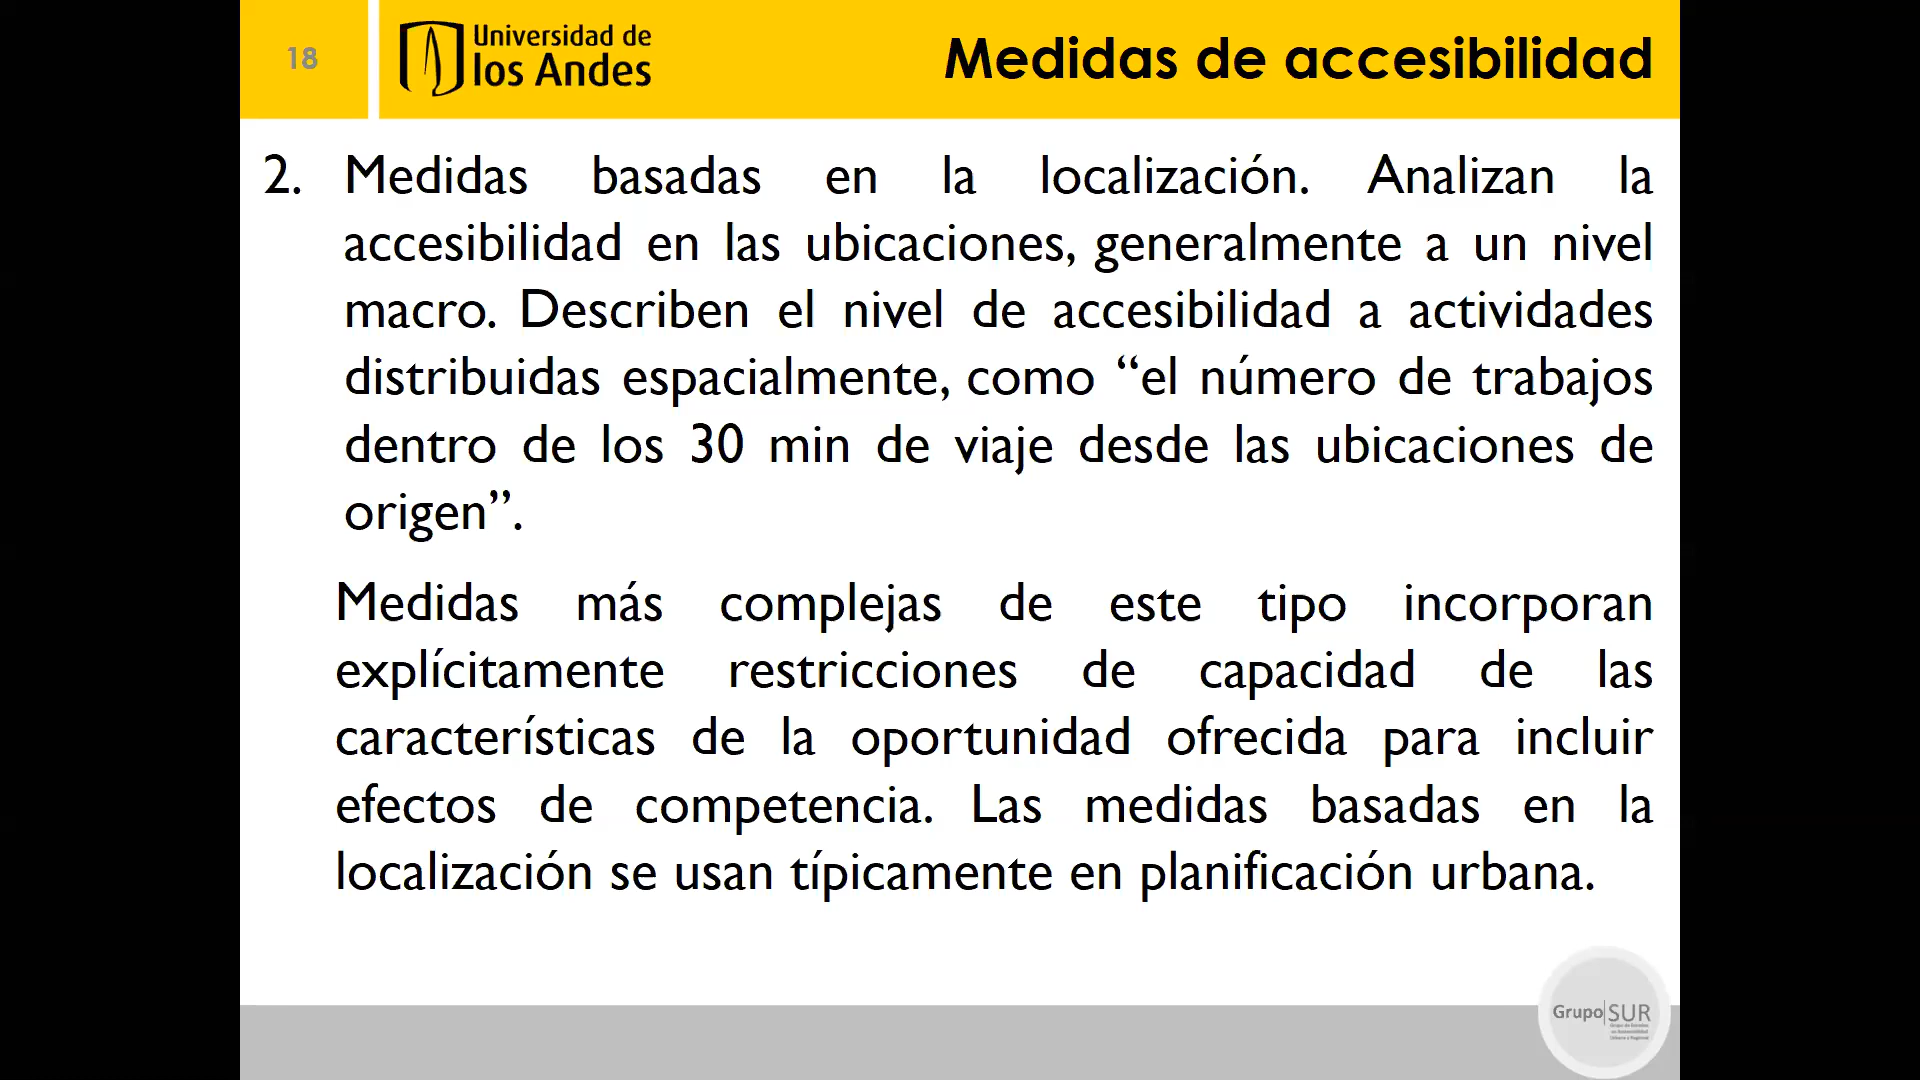 18
Universidad de
los Andes
Medidas de accesibilidad
2. Medidas basadas en la localización. Analizan la
accesibilidad en las ubicaciones, generalmente a un nivel
macro. Describen el nivel de accesibilidad a actividades
distribuidas espacialmente, como “el número de trabajos
dentro de los 30 min de viaje desde las ubicaciones de
origen”.
Medidas más complejas de este tipo incorporan
explícitamente restricciones de capacidad de las
características de la oportunidad ofrecida para incluir
efectos de competencia. Las medidas basadas en la
localización se usan típicamente en planificación urbana.
Grupo|SUR